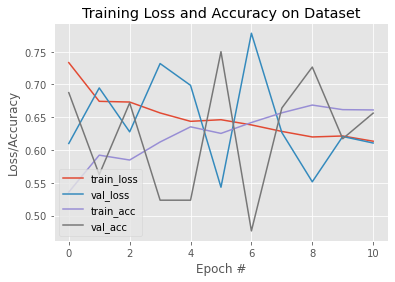 Training Loss and Accuracy on Dataset
Loss/Accuracy
0.75
0.70
0.65
0.60
0.55
0.50
train_loss
val_loss
train_acc
val_acc
0 2 4 6 8 10
Epoch #